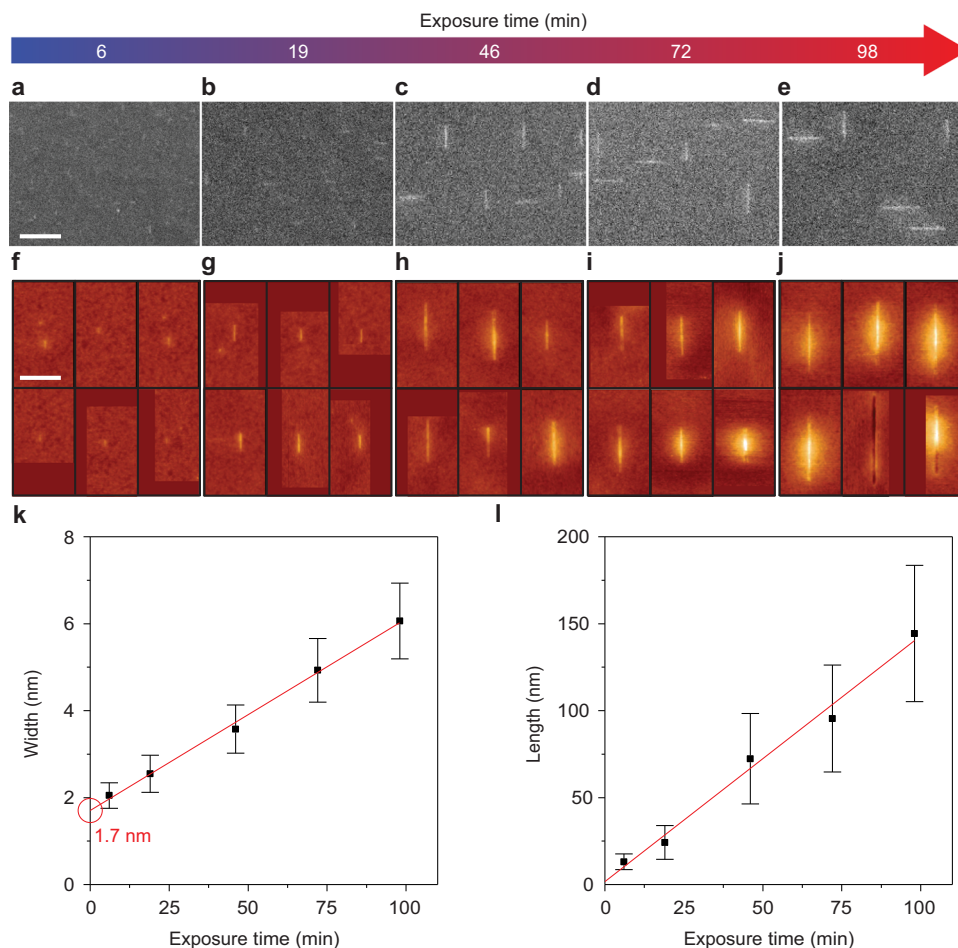 Exposure time (min)
6 19 46 72 98
a b c d e
f g h i j
k l
8
6
4
2
0
Width (nm)
1.7 nm
0 25 50 75 100
Exposure time (min)
200
150
100
50
0
Length (nm)
0 25 50 75 100
Exposure time (min)